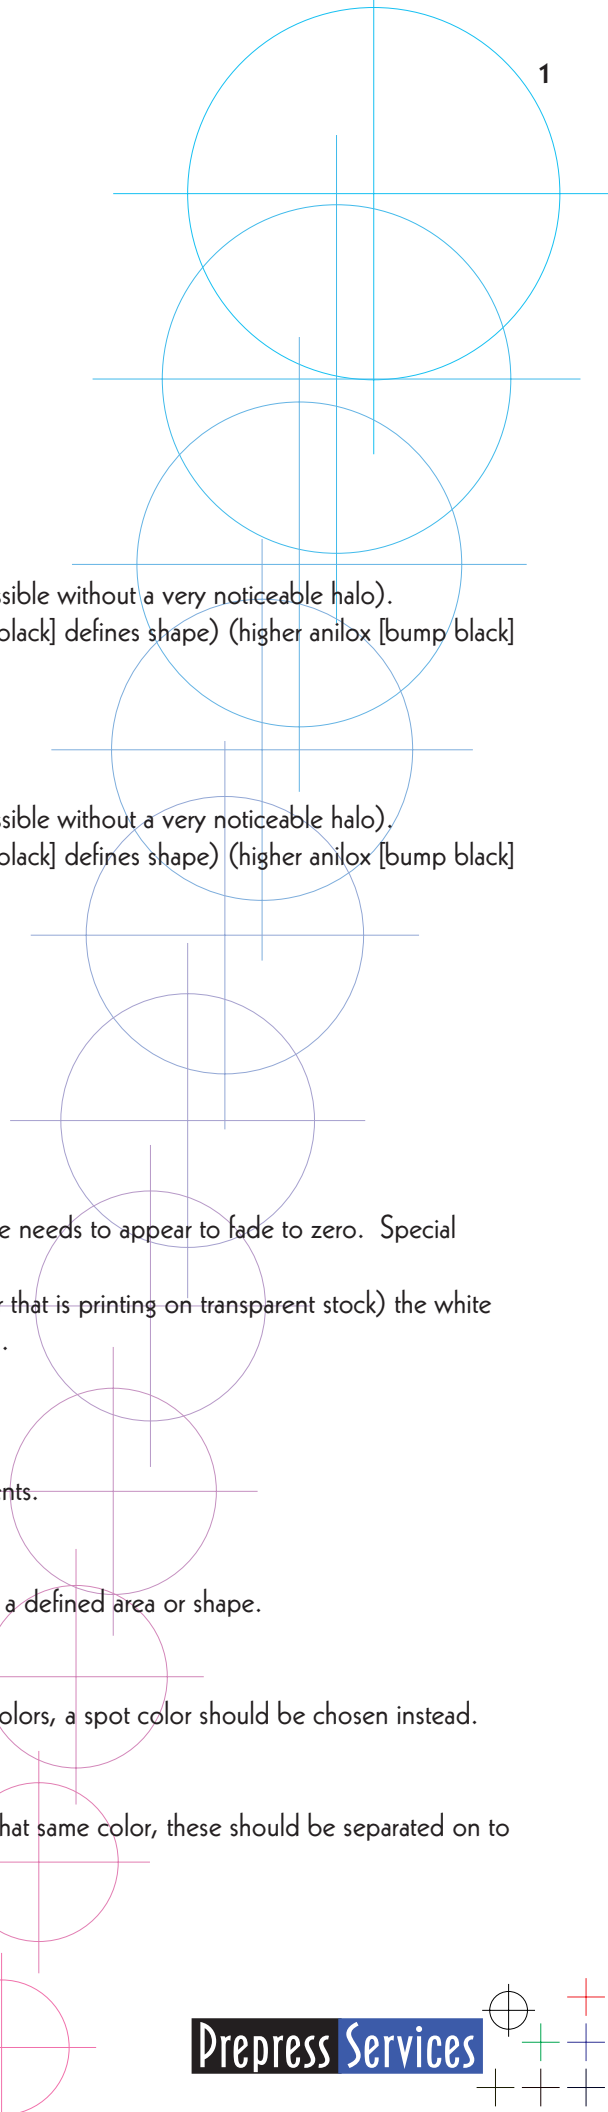 1
ssible without a very noticeable halo).
black] defines shape) (higher anilox [bump black]
ssible without a very noticeable halo).
black] defines shape) (higher anilox [bump black]
e needs to appear to fade to zero.  Special
r that is printing on transparent stock) the white
.
nts.
a defined area or shape.
olors, a spot color should be chosen instead.
hat same color, these should be separated on to
Prepress Services